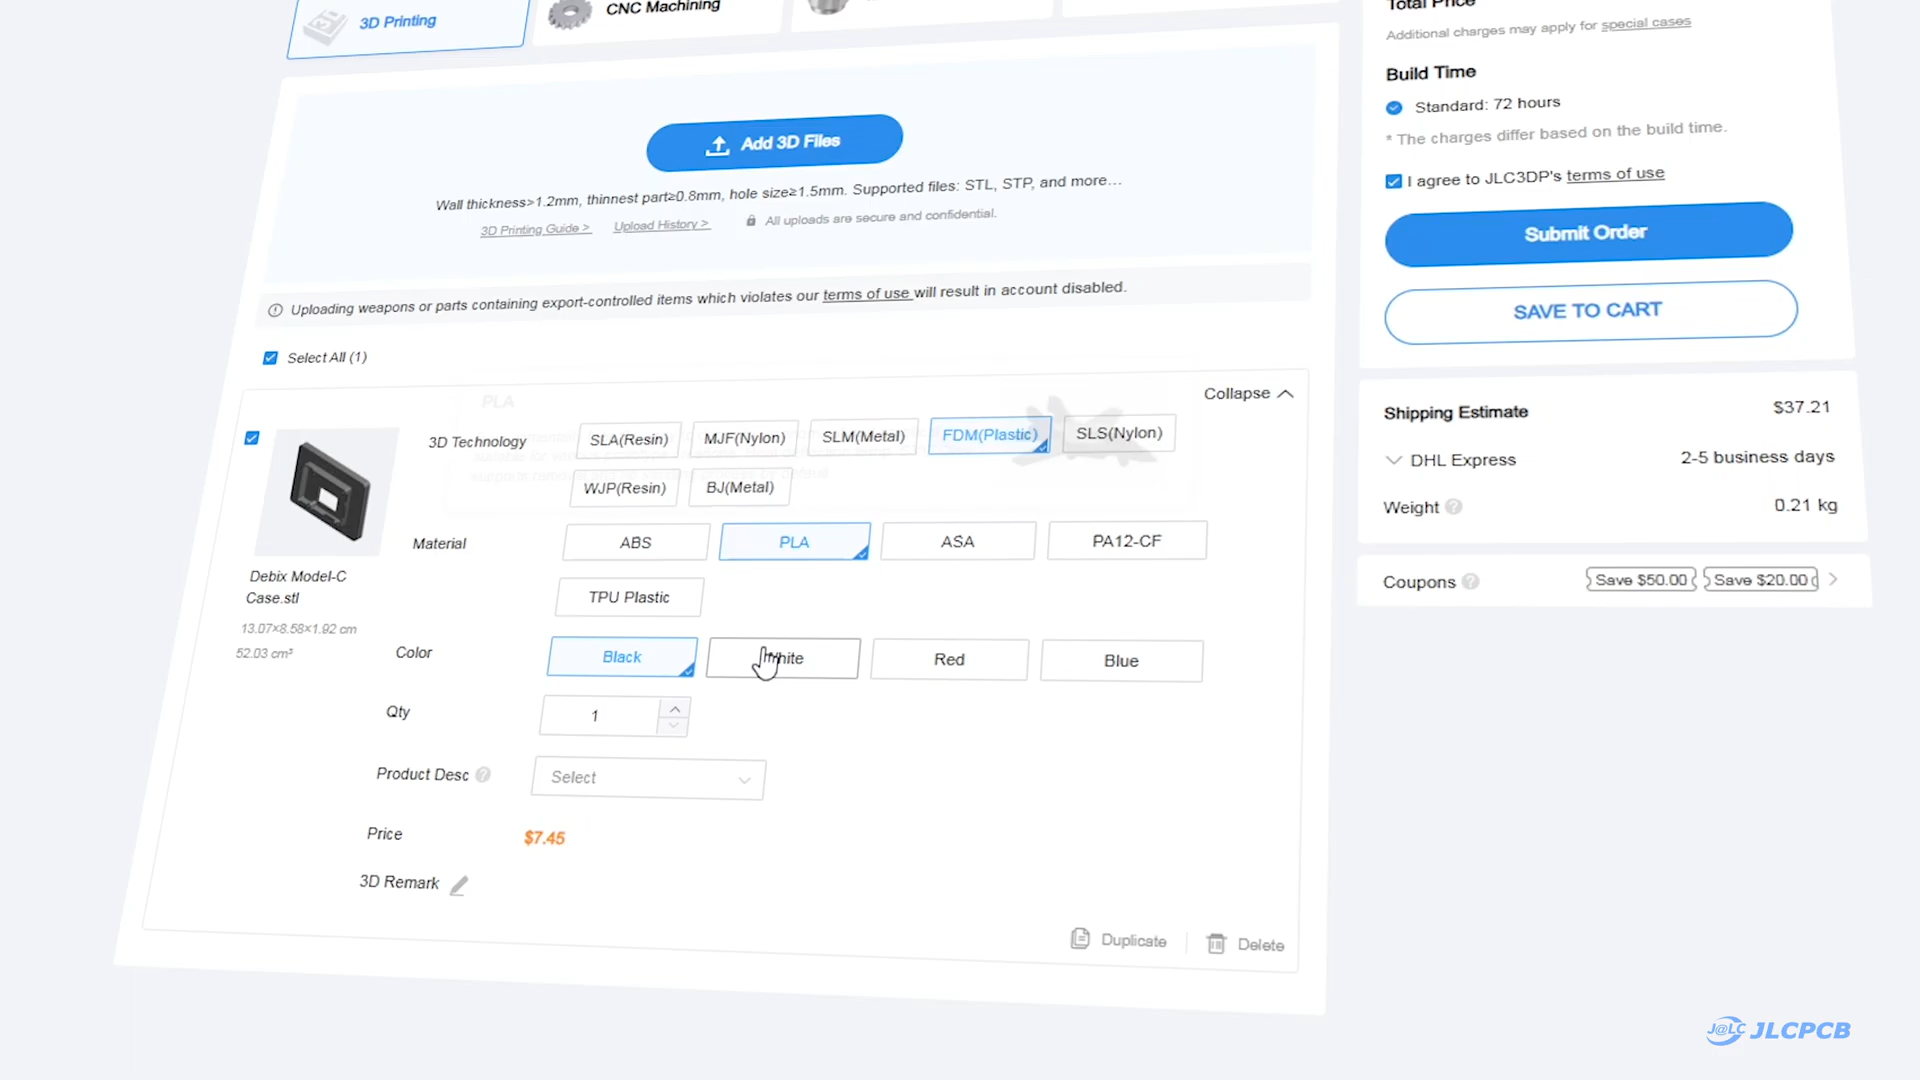 3D Printing
CNC Machining
Add 3D Files
Wall thickness>1.2mm, thinnest part≥0.8mm, hole size≥1.5mm. Supported files: STL, STP, and more...
3D Printing Guide >
Upload History >
All uploads are secure and confidential.
Uploading weapons or parts containing export-controlled items which violates our terms of use will result in account disabled.
Select All (1)
Collapse
PLA
3D Technology
SLA(Resin)
MJF(Nylon)
SLM(Metal)
FDM(Plastic)
SLS(Nylon)
WJP(Resin)
BJ(Metal)
Debix Model-C
Case.stl
13.07×8.58×1.92 cm
52.03 cm³
Material
ABS
PLA
ASA
PA12-CF
TPU Plastic
Color
Black
White
Red
Blue
Qty
1
Product Desc
Select
Price
$7.45
3D Remark
Duplicate
Delete
Total Price
Additional charges may apply for special cases
Build Time
Standard: 72 hours
* The charges differ based on the build time.
I agree to JLC3DP's terms of use
Submit Order
SAVE TO CART
Shipping Estimate
$37.21
DHL Express
2-5 business days
Weight
0.21 kg
Coupons
Save $50.00
Save $20.00
J@LC JLCPCB